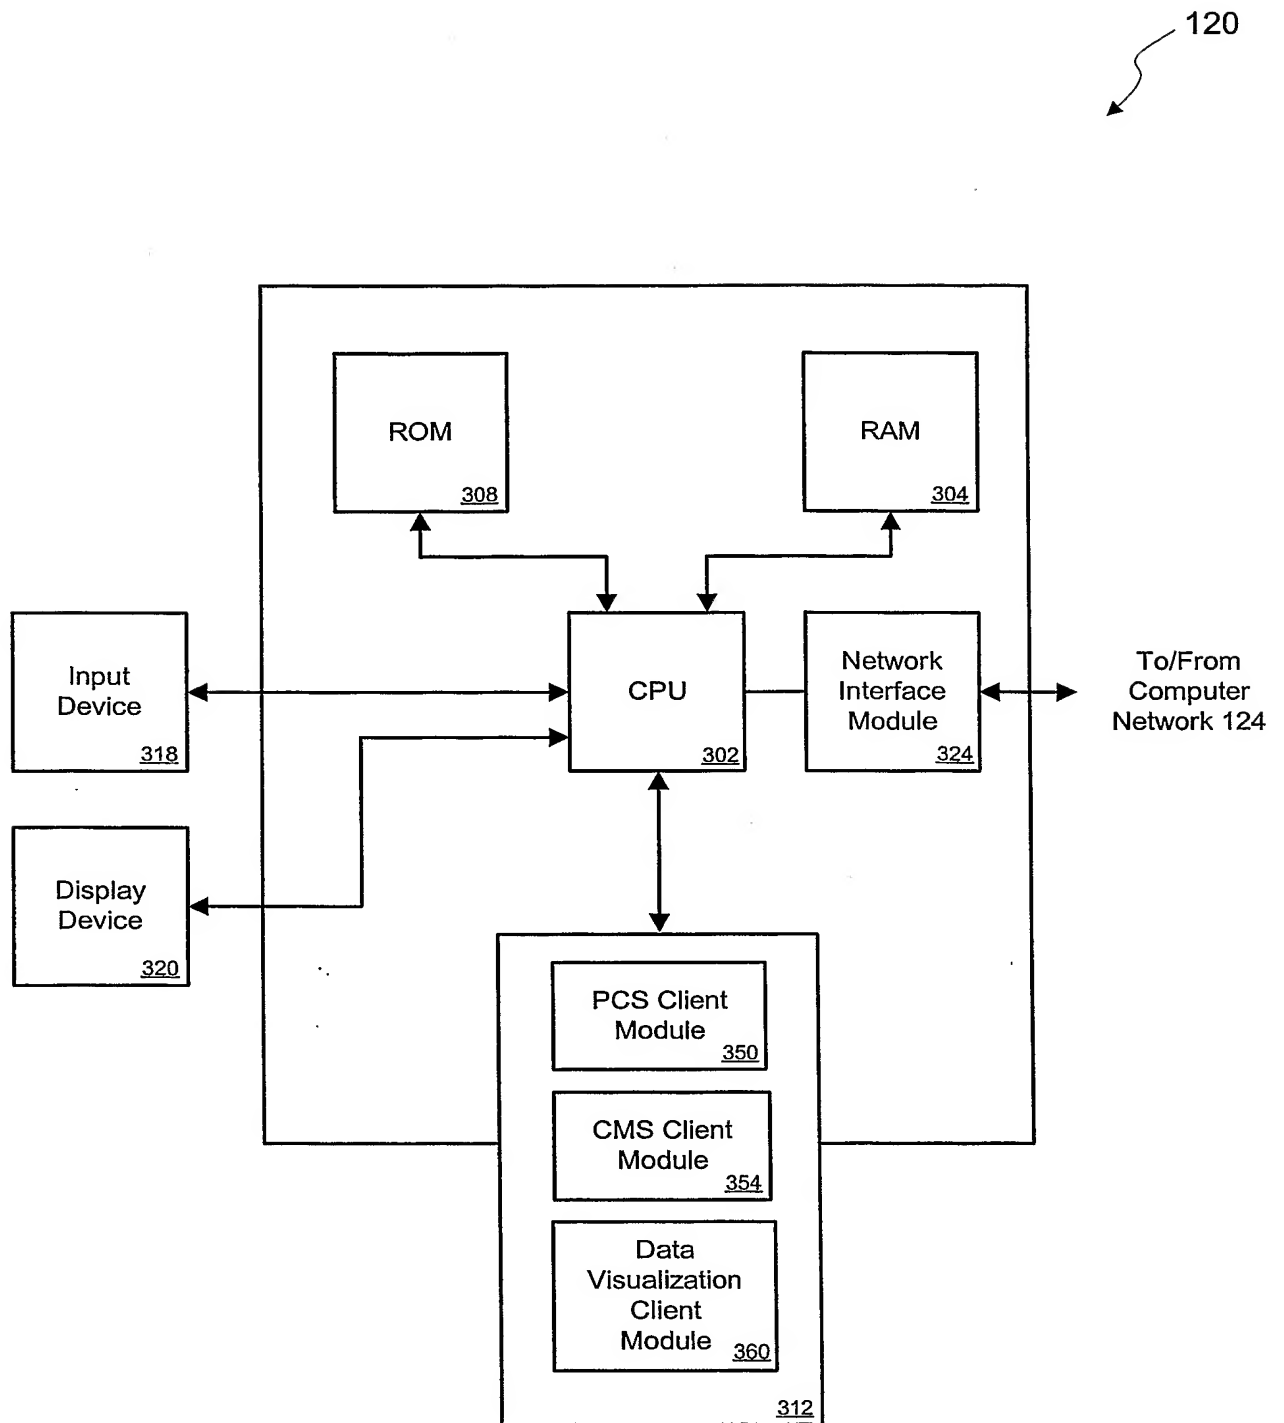 120
ROM
308
RAM
304
Input
Device
318
CPU
302
Network
Interface
Module
324
To/From
Computer
Network 124
Display
Device
320
PCS Client
Module
350
CMS Client
Module
354
Data
Visualization
Client
Module
360
312